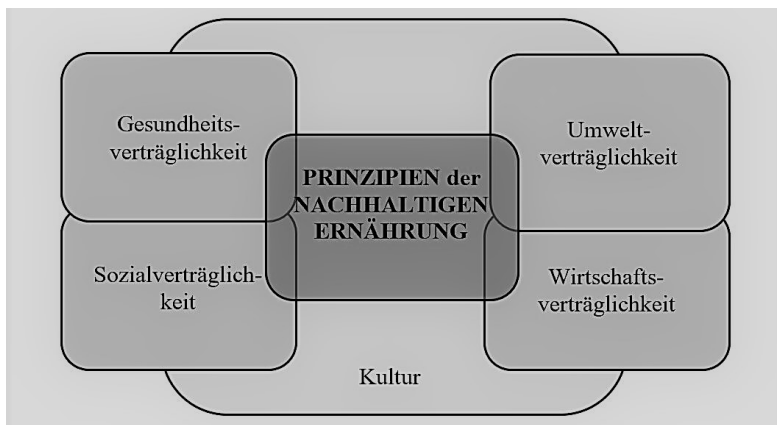 Gesundheits-
verträglichkeit
Umwelt-
verträglichkeit
PRINZIPIEN der
NACHHALTIGEN
ERNÄHRUNG
Sozialverträglich-
keit
Wirtschafts-
verträglichkeit
Kultur